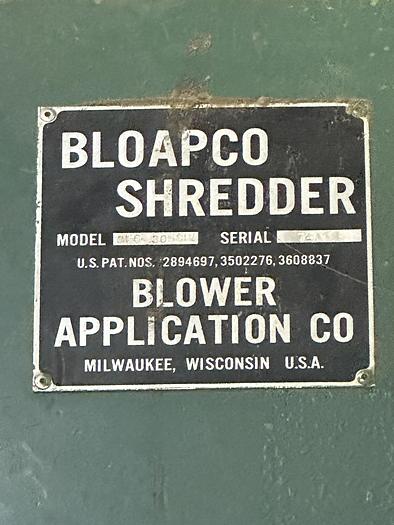 BLOAPCO
SHREDDER
MODEL SERIAL
U.S. PAT. NOS. 2894697, 3502276, 3608837
BLOWER
APPLICATION CO
MILWAUKEE, WISCONSIN U.S.A.